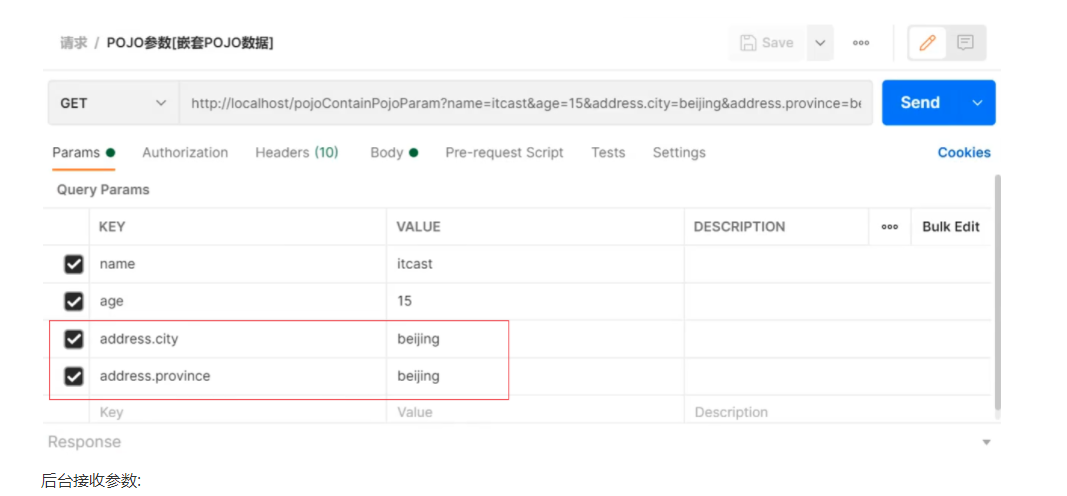 请求 / POJO参数[嵌套POJO数据]
Save
GET http://localhost/pojoContainPojoParam?name=itcast&age=15&address.city=beijing&address.province=be
Send
Params Authorization Headers (10) Body Pre-request Script Tests Settings Cookies
Query Params
KEY VALUE DESCRIPTION Bulk Edit
name itcast
age 15
address.city beijing
address.province beijing
Key Value Description
Response
后台接收参数: